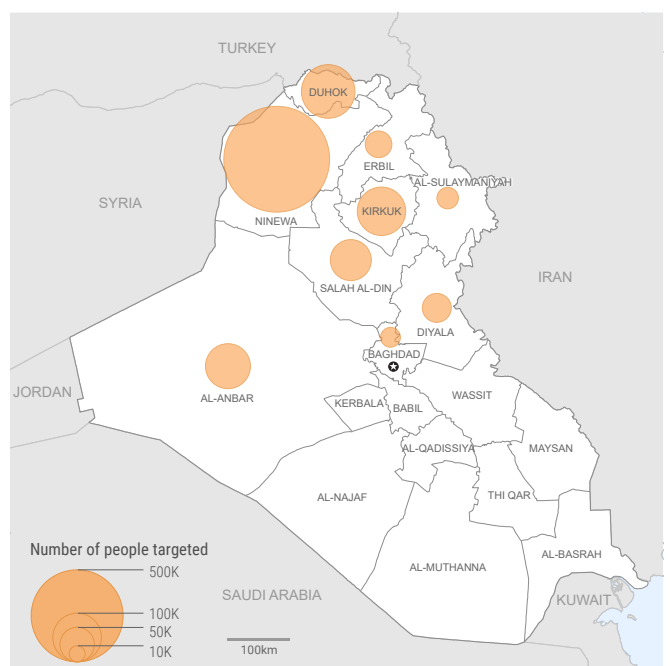 TURKEY
DUHOK
ERBIL
AL-SULAYMANIYAH
SYRIA
KIRKUK
NINEWA
IRAN
SALAH AL-DIN
DIYALA
BAGHDAD
JORDAN
AL-ANBAR
WASSIT
KERBALA
BABIL
AL-QADISSIYA
MAYSAN
AL-NAJAF
THI QAR
Number of people targeted
500K
100K
50K
10K
AL-BASRAH
AL-MUTHANNA
SAUDI ARABIA
KUWAIT
100km